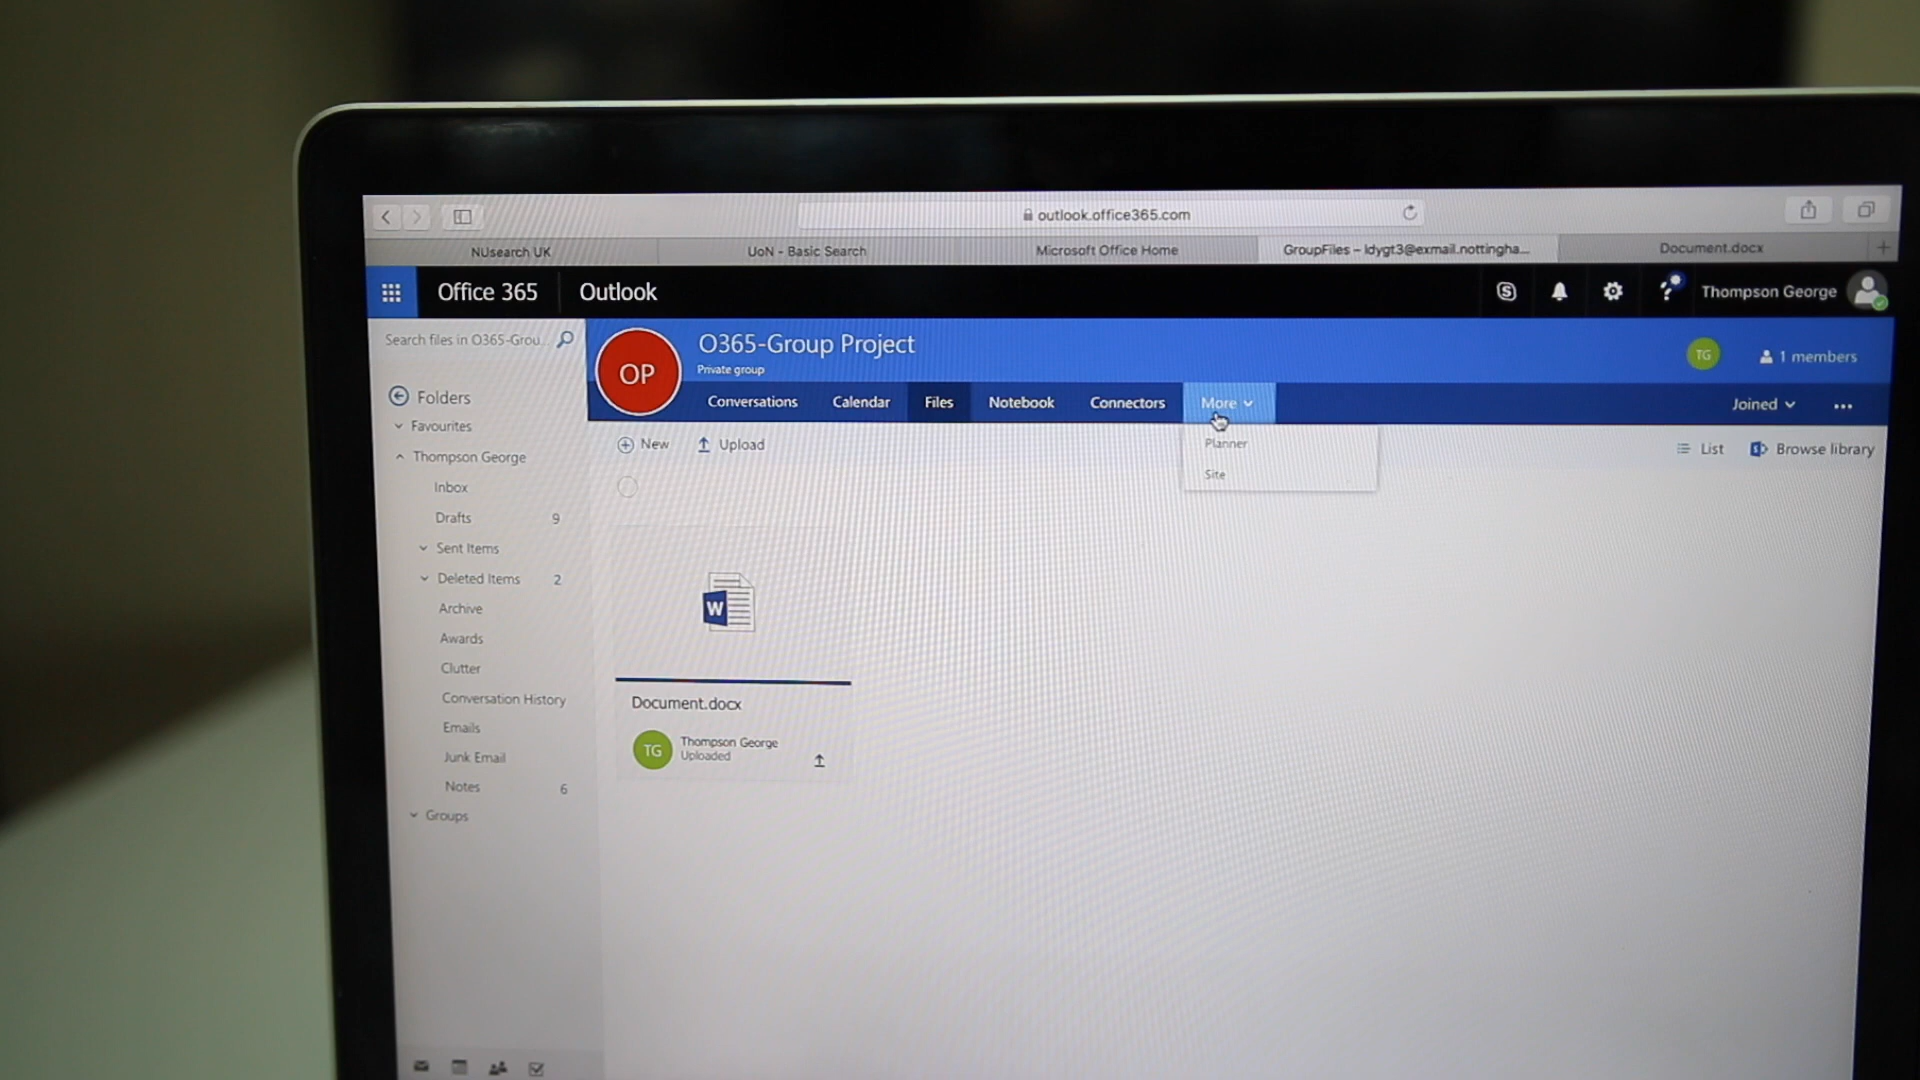 outlook.office365.com
NUsearch UK
UoN - Basic Search
Microsoft Office Home
GroupFiles – ldygt3@exmail.nottingha...
Document.docx
Office 365
Outlook
Thompson George
Search files in O365-Grou...
OP
O365-Group Project
Private group
TG
1 members
Conversations
Calendar
Files
Notebook
Connectors
More
Joined
Planner
Site
New
Upload
List
Browse library
Folders
Favourites
Thompson George
Inbox
Drafts 9
Sent Items
Deleted Items 2
Archive
Awards
Clutter
Conversation History
Emails
Junk Email
Notes 6
Groups
W
Document.docx
TG
Thompson George
Uploaded